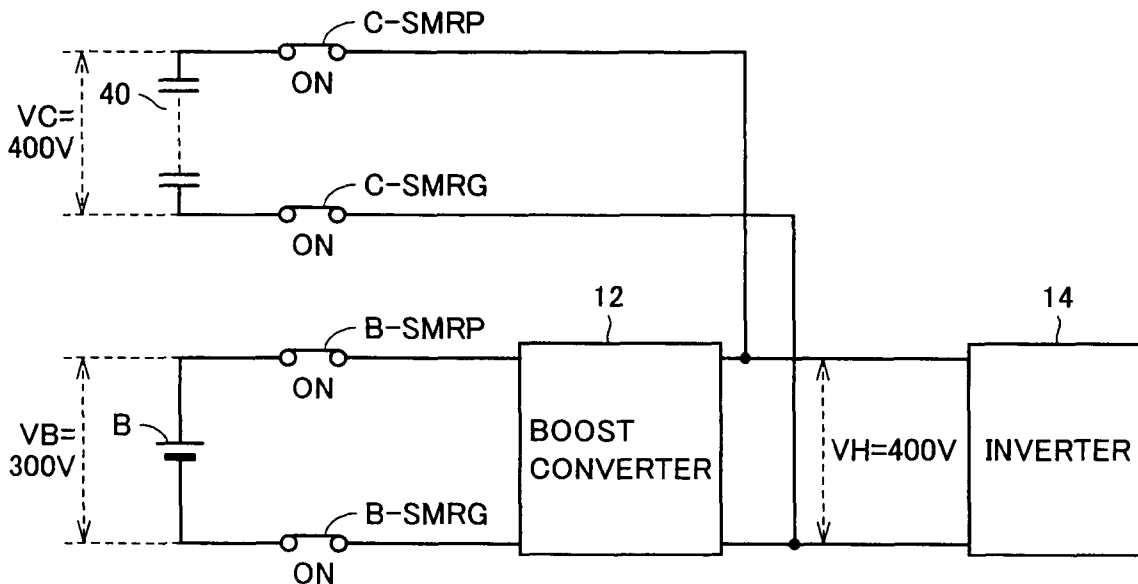 C-SMRP
ON
40
VC=
400V
C-SMRG
ON
12
14
B-SMRP
ON
B
VB=
300V
BOOST
CONVERTER
VH=400V
INVERTER
B-SMRG
ON